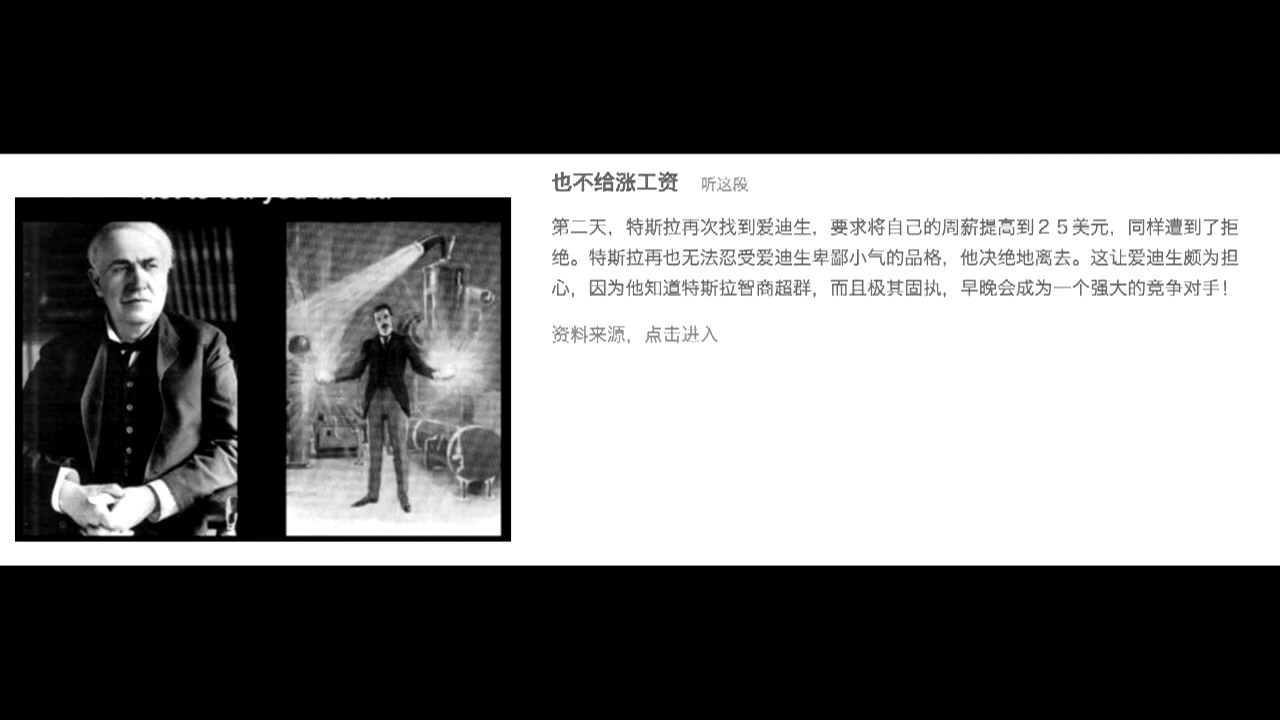 也不给涨工资 听这段
第二天，特斯拉再次找到爱迪生，要求将自己的周薪提高到２５美元，同样遭到了拒
绝。特斯拉再也无法忍受爱迪生卑鄙小气的品格，他决绝地离去。这让爱迪生颇为担
心，因为他知道特斯拉智商超群，而且极其固执，早晚会成为一个强大的竞争对手！
资料来源，点击进入